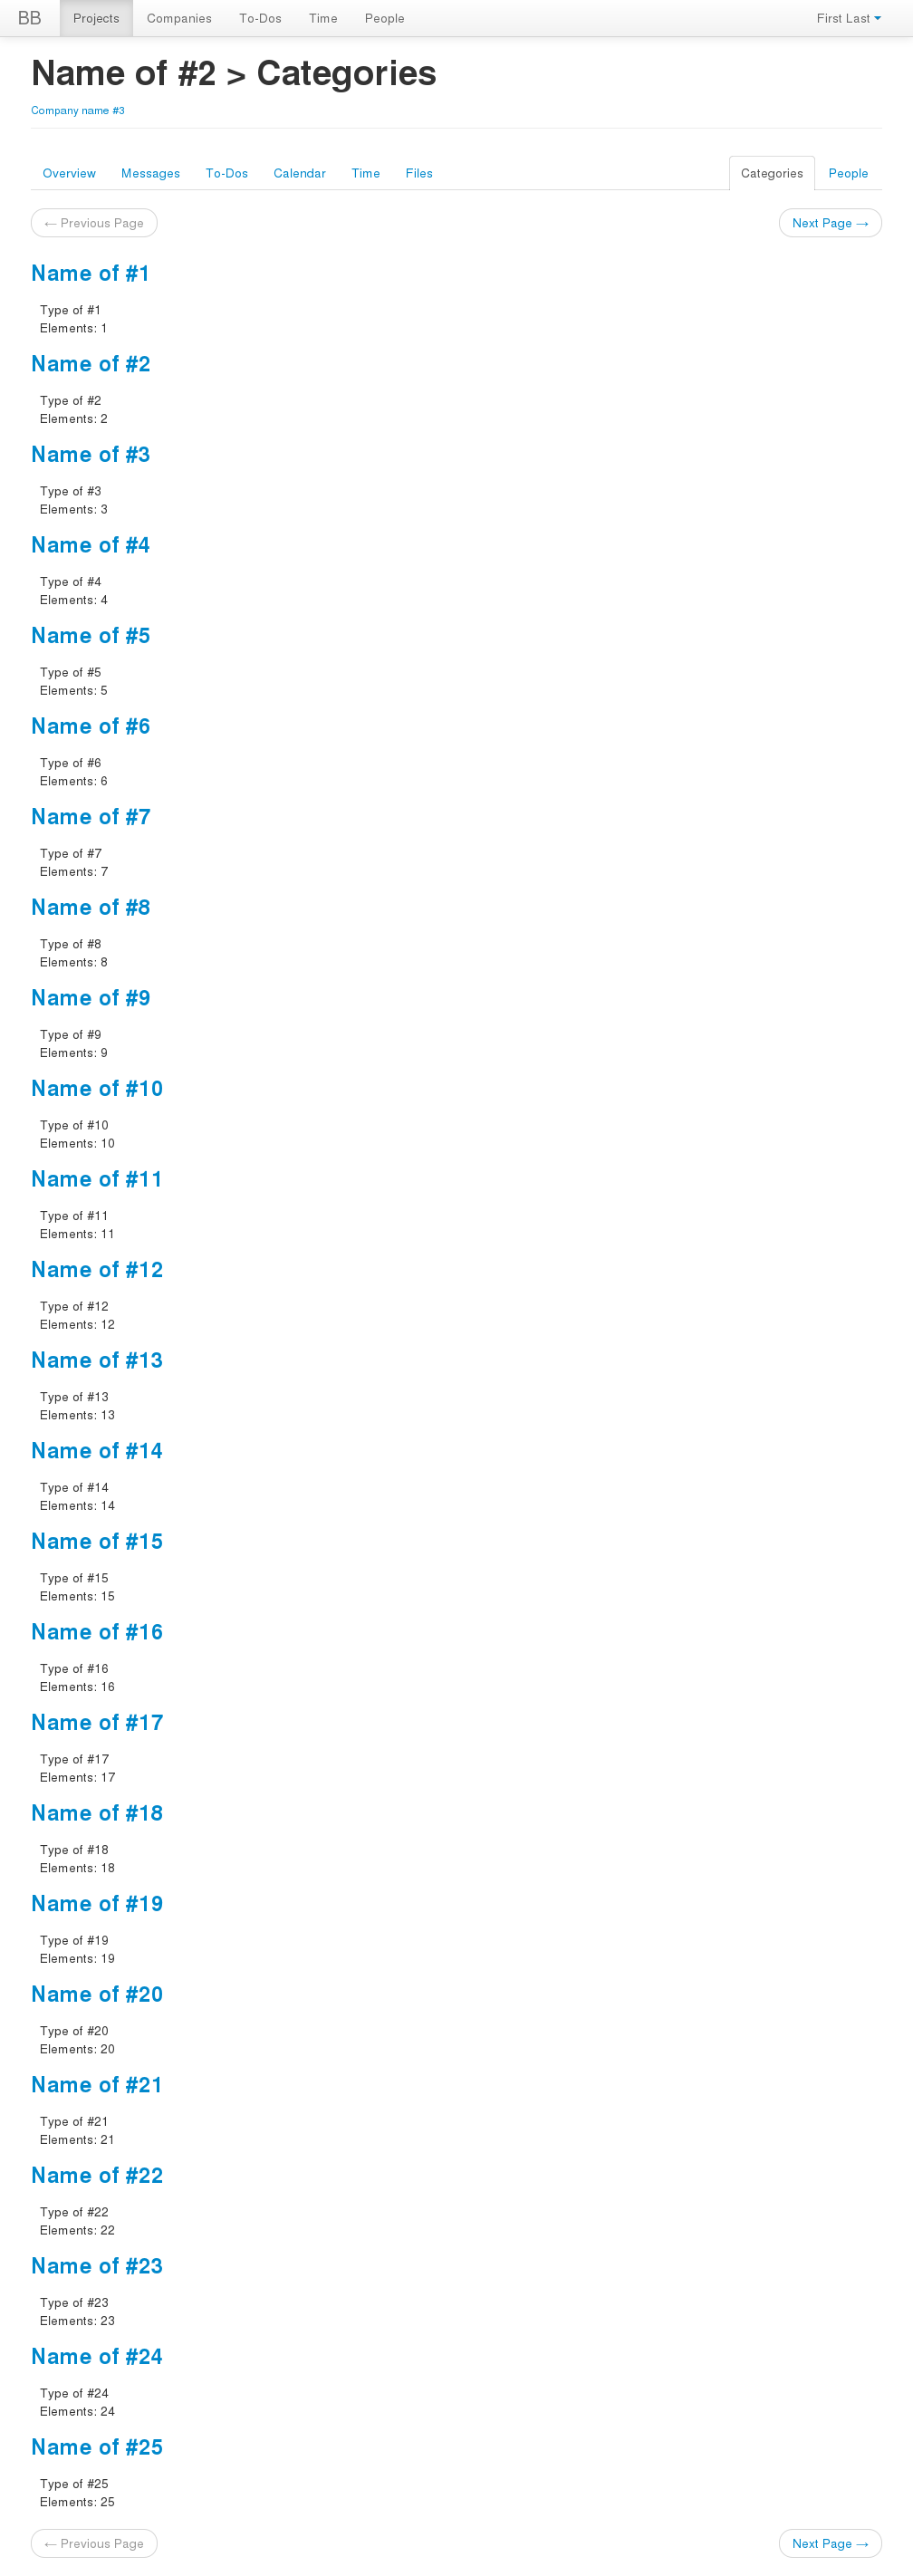 BB Projects Companies To-Dos Time People First Last
Name of #2 > Categories
Company name #3
Overview Messages To-Dos Calendar Time Files Categories People
← Previous Page Next Page →
Name of #1
Type of #1
Elements: 1
Name of #2
Type of #2
Elements: 2
Name of #3
Type of #3
Elements: 3
Name of #4
Type of #4
Elements: 4
Name of #5
Type of #5
Elements: 5
Name of #6
Type of #6
Elements: 6
Name of #7
Type of #7
Elements: 7
Name of #8
Type of #8
Elements: 8
Name of #9
Type of #9
Elements: 9
Name of #10
Type of #10
Elements: 10
Name of #11
Type of #11
Elements: 11
Name of #12
Type of #12
Elements: 12
Name of #13
Type of #13
Elements: 13
Name of #14
Type of #14
Elements: 14
Name of #15
Type of #15
Elements: 15
Name of #16
Type of #16
Elements: 16
Name of #17
Type of #17
Elements: 17
Name of #18
Type of #18
Elements: 18
Name of #19
Type of #19
Elements: 19
Name of #20
Type of #20
Elements: 20
Name of #21
Type of #21
Elements: 21
Name of #22
Type of #22
Elements: 22
Name of #23
Type of #23
Elements: 23
Name of #24
Type of #24
Elements: 24
Name of #25
Type of #25
Elements: 25
← Previous Page Next Page →